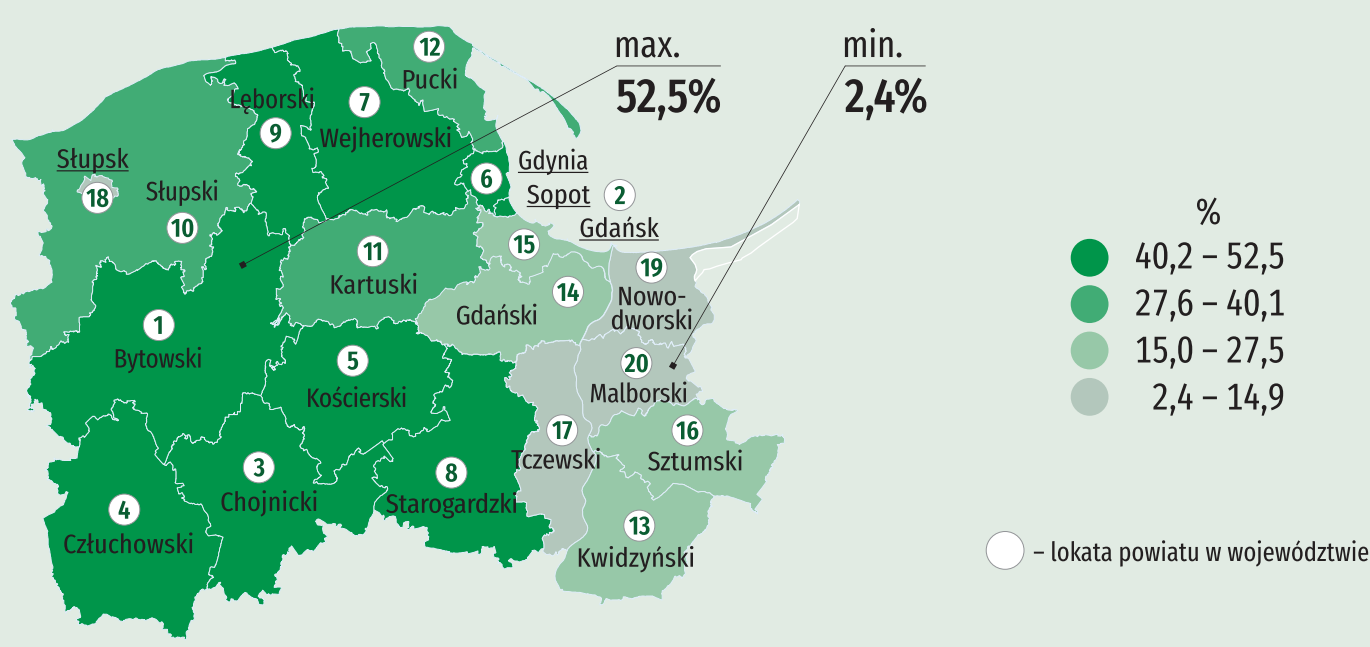 max.
52,5%
min.
2,4%
12
Pucki
Lęborski
9
7
Wejherowski
Słupsk
18
Słupski
10
6
Gdynia
Sopot
2
Gdańsk
11
Kartuski
15
14
Gdański
19
Nowo-
dworski
1
Bytowski
5
Kościerski
20
Malborski
17
Tczewski
16
Sztumski
3
Chojnicki
8
Starogardzki
4
Człuchowski
13
Kwidzyński
%
40,2 – 52,5
27,6 – 40,1
15,0 – 27,5
2,4 – 14,9
– lokata powiatu w województwie